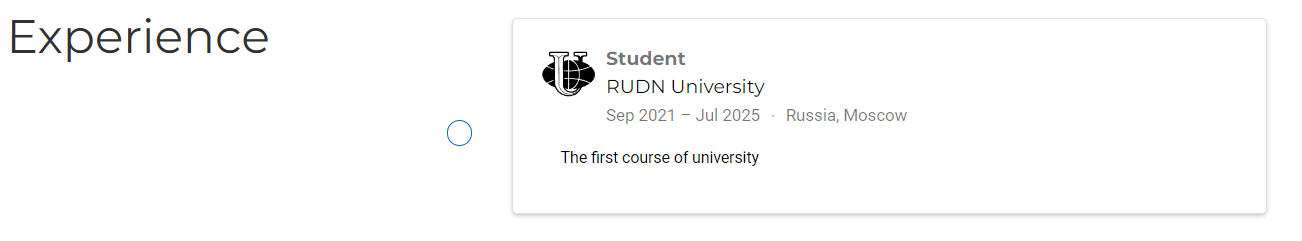 Experience
Student
RUDN University
Sep 2021 – Jul 2025 · Russia, Moscow
The first course of university